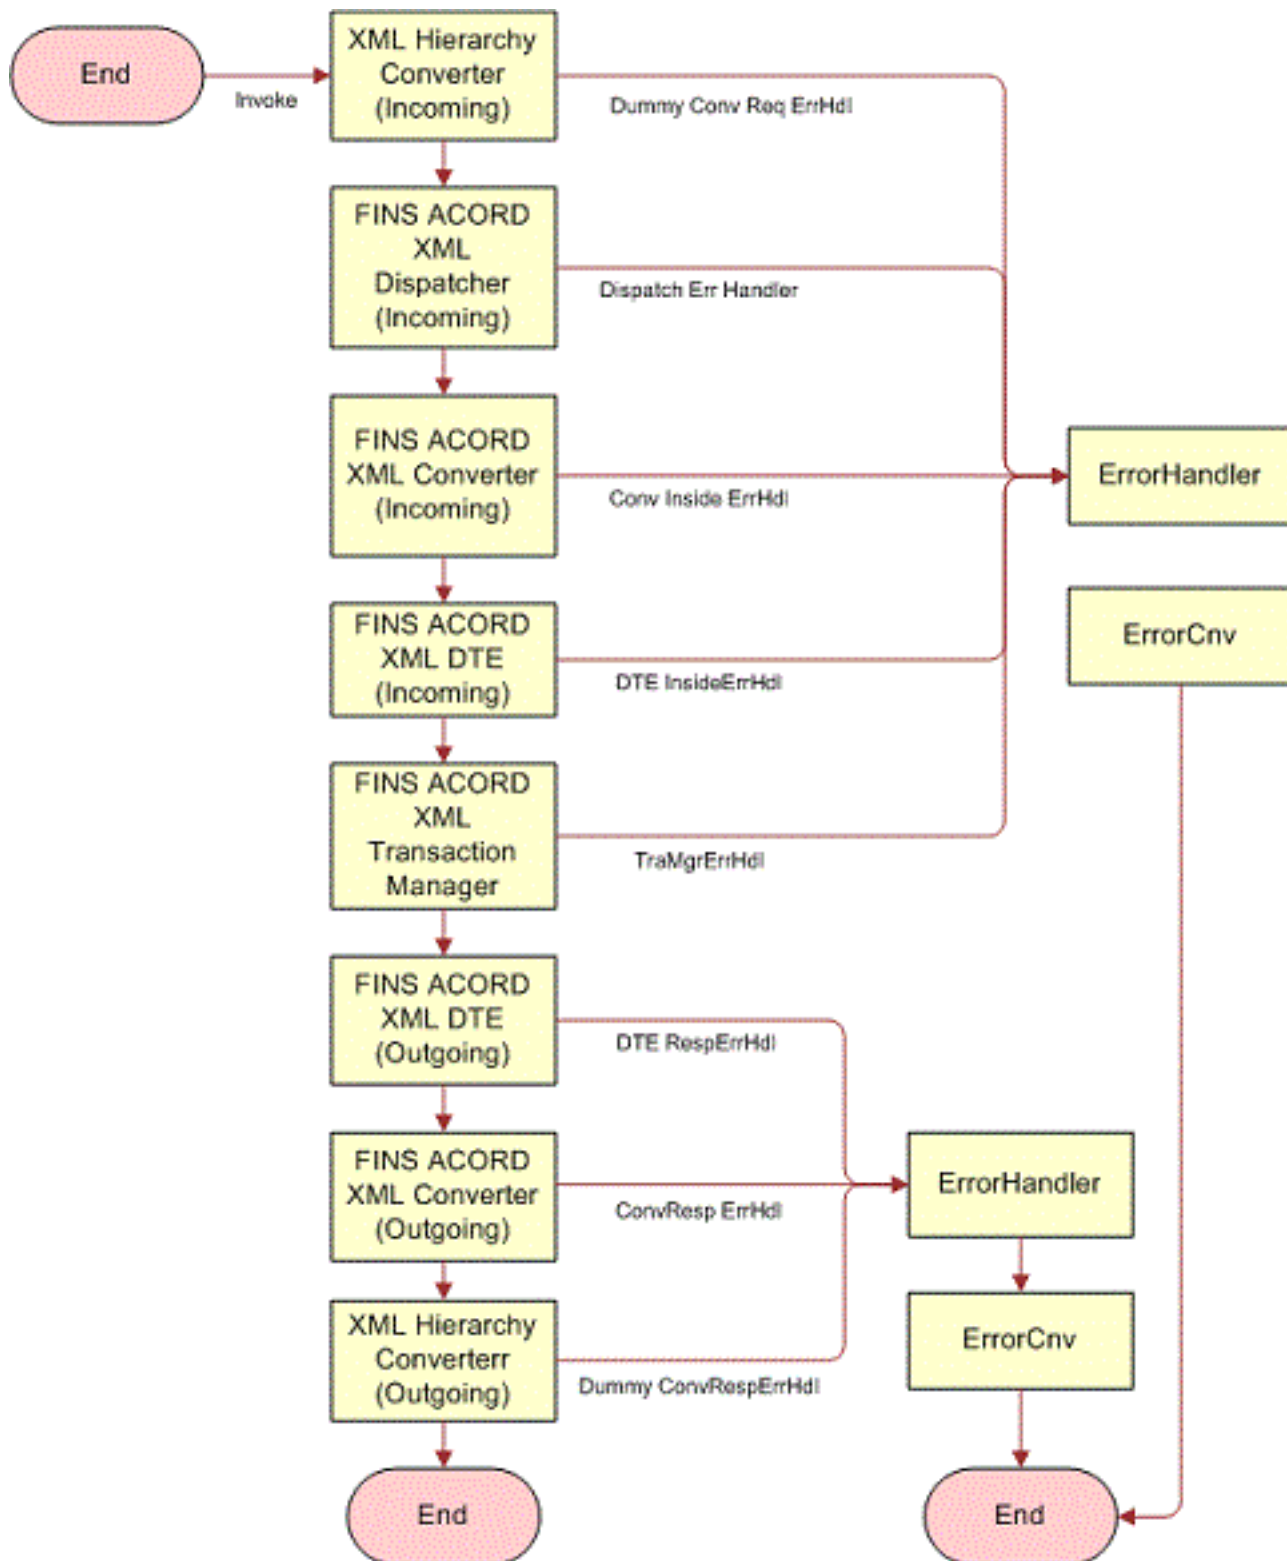 End
Invoke
XML Hierarchy
Converter
(Incoming)
Dummy Conv Req ErrHdl
FINS ACORD
XML
Dispatcher
(Incoming)
Dispatch Err Handler
FINS ACORD
XML Converter
(Incoming)
Conv Inside ErrHdl
ErrorHandler
ErrorCnv
FINS ACORD
XML DTE
(Incoming)
DTE InsideErrHdl
FINS ACORD
XML
Transaction
Manager
TraMgrErrHdl
FINS ACORD
XML DTE
(Outgoing)
DTE RespErrHdl
FINS ACORD
XML Converter
(Outgoing)
ConvResp ErrHdl
ErrorHandler
XML Hierarchy
Converterr
(Outgoing)
Dummy ConvRespErrHdl
ErrorCnv
End
End